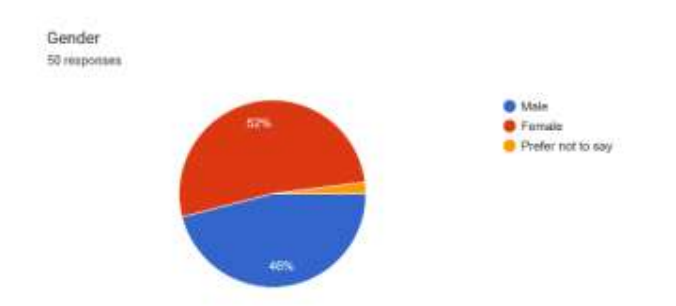 Gender
50 responses
Male
Female
Prefer not to say
52%
46%